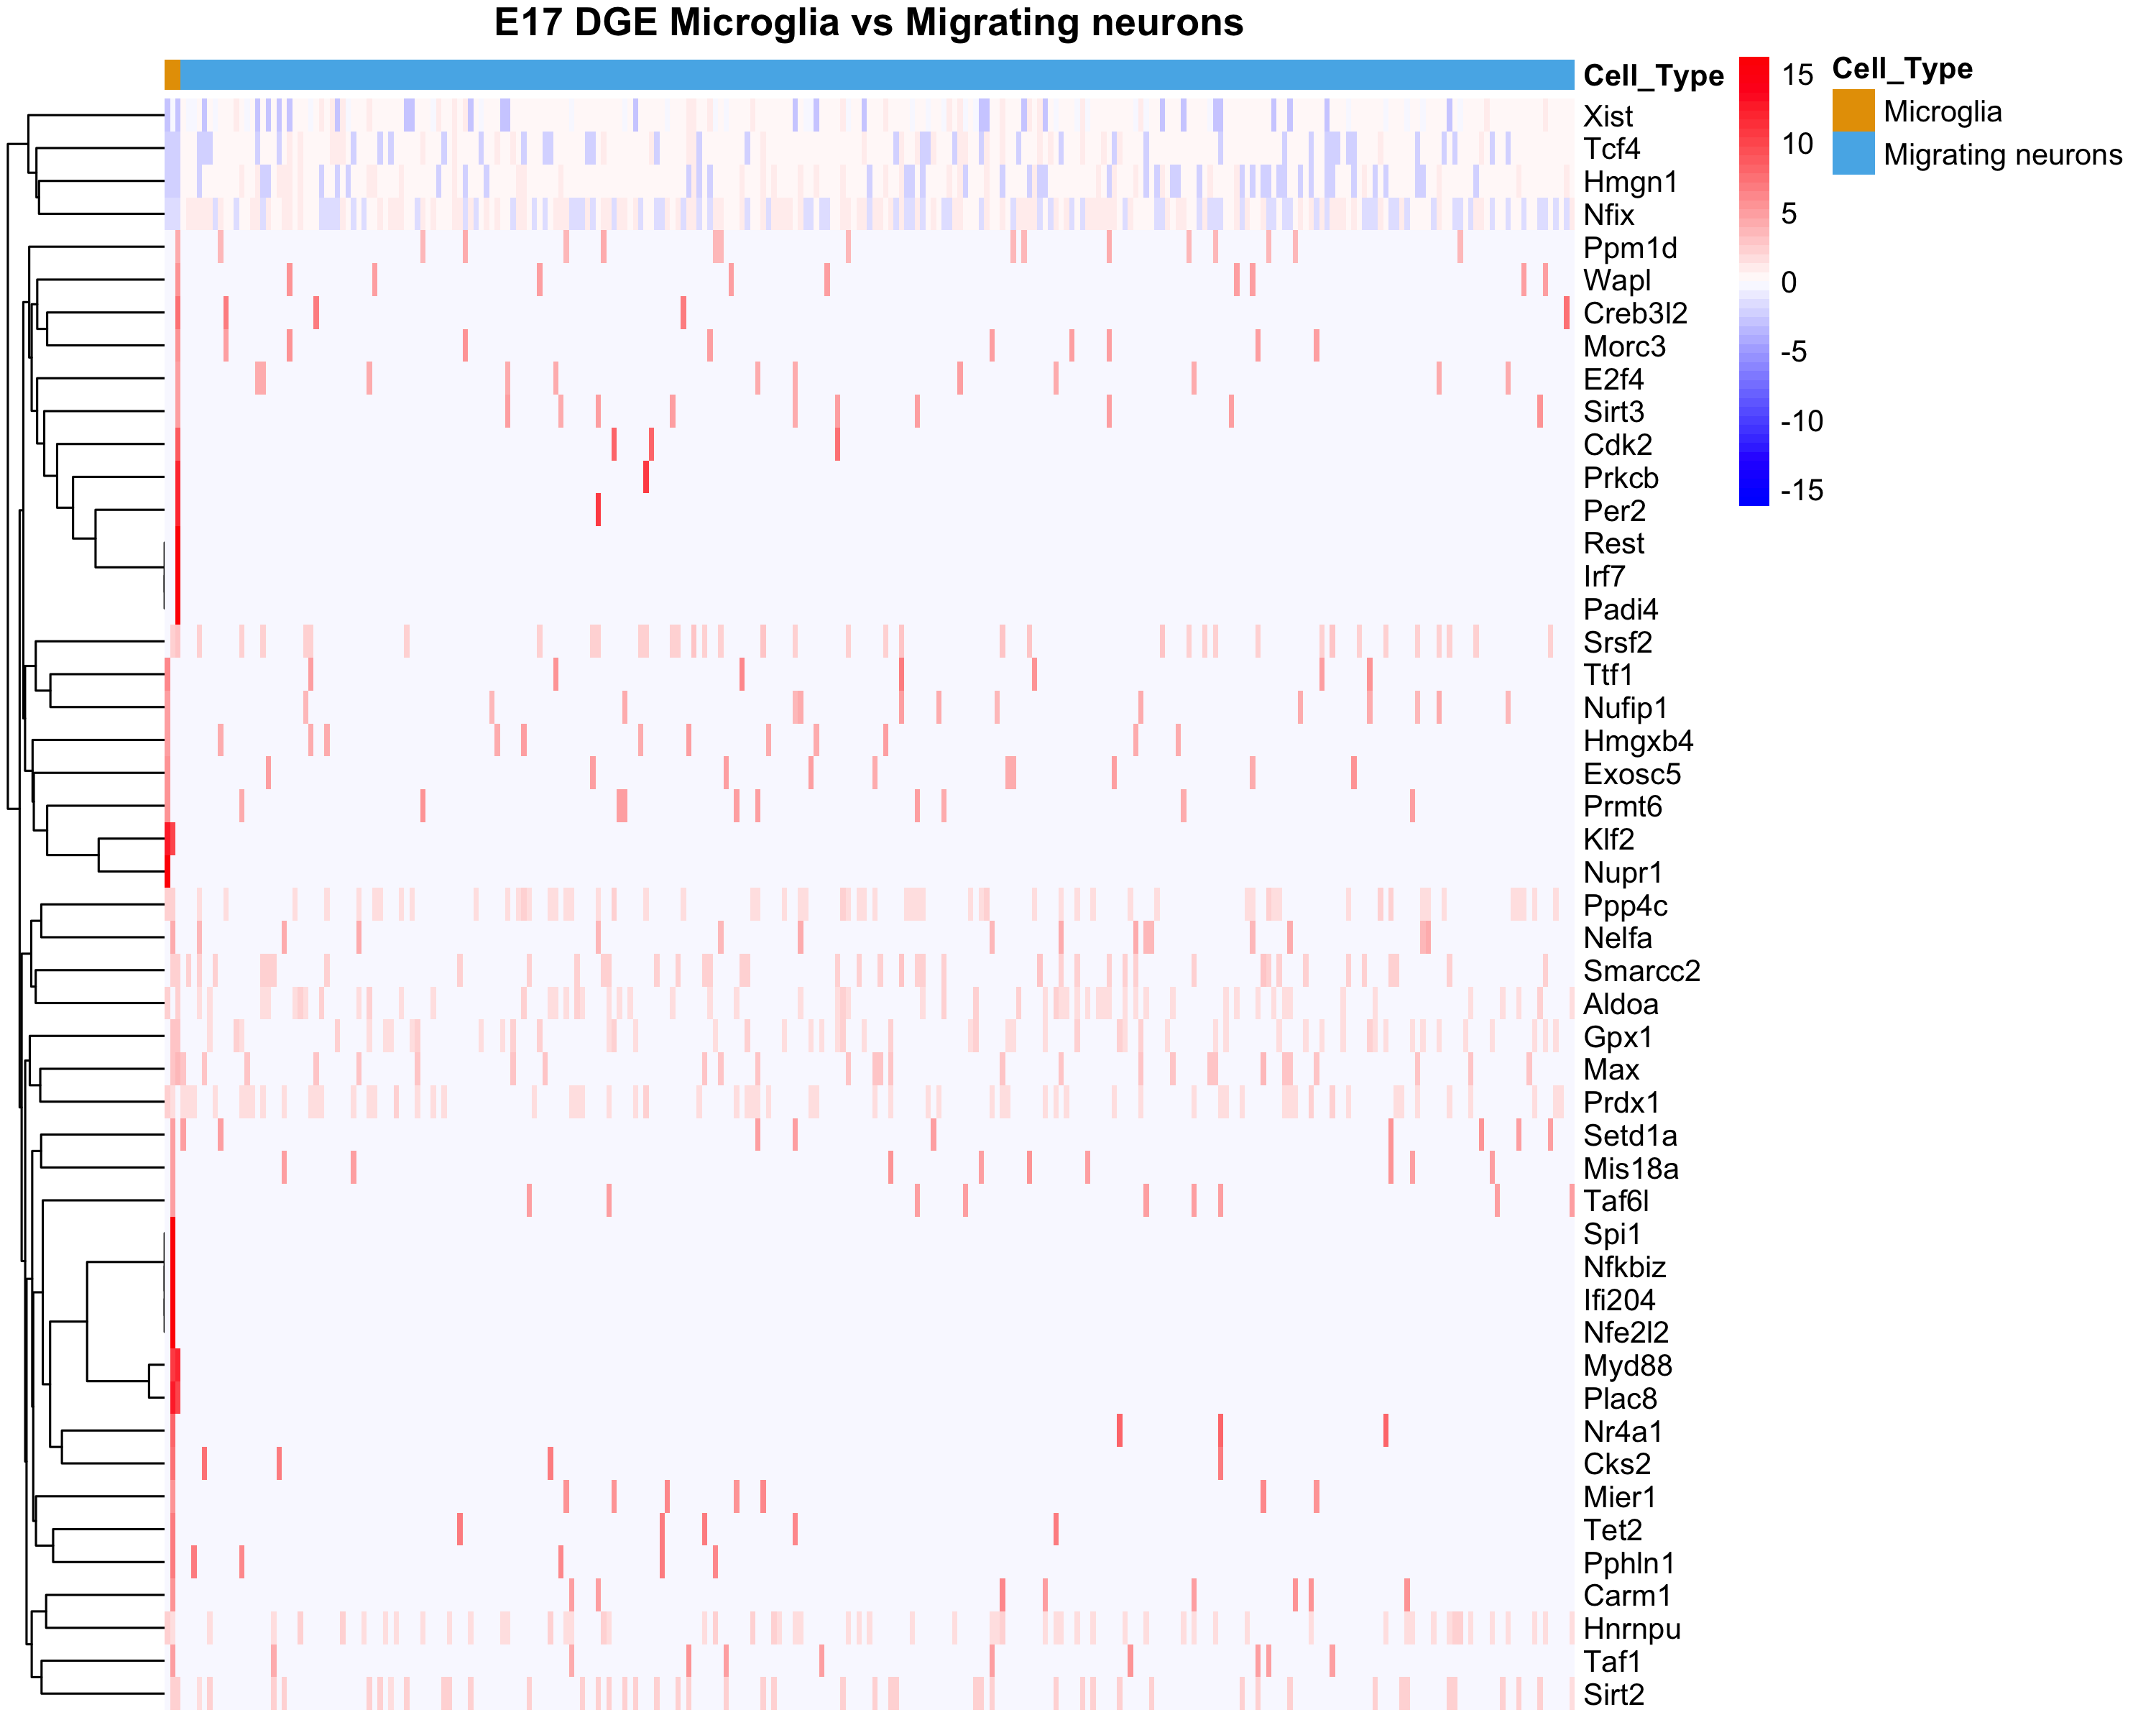 E17 DGE Microglia vs Migrating neurons
Cell_Type
Xist
Tcf4
Hmgn1
Nfix
Ppm1d
Wapl
Creb3l2
Morc3
E2f4
Sirt3
Cdk2
Prkcb
Per2
Rest
Irf7
Padi4
Srsf2
Ttf1
Nufip1
Hmgxb4
Exosc5
Prmt6
Klf2
Nupr1
Ppp4c
Nelfa
Smarcc2
Aldoa
Gpx1
Max
Prdx1
Setd1a
Mis18a
Taf6l
Spi1
Nfkbiz
Ifi204
Nfe2l2
Myd88
Plac8
Nr4a1
Cks2
Mier1
Tet2
Pphln1
Carm1
Hnrnpu
Taf1
Sirt2
15
10
5
0
-5
-10
-15
Cell_Type
Microglia
Migrating neurons